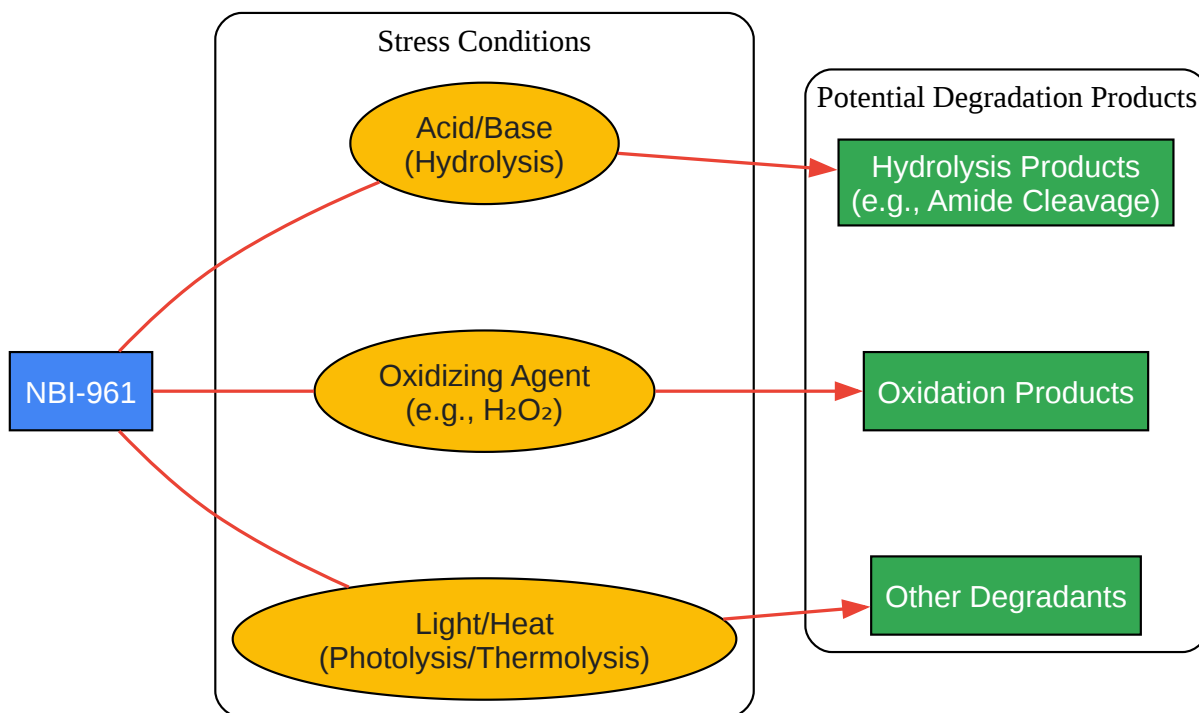 Stress Conditions
Potential Degradation Products
Acid/Base
(Hydrolysis)
Hydrolysis Products
(e.g., Amide Cleavage)
NBI-961
Oxidizing Agent
(e.g., H₂O₂)
Oxidation Products
Light/Heat
(Photolysis/Thermolysis)
Other Degradants